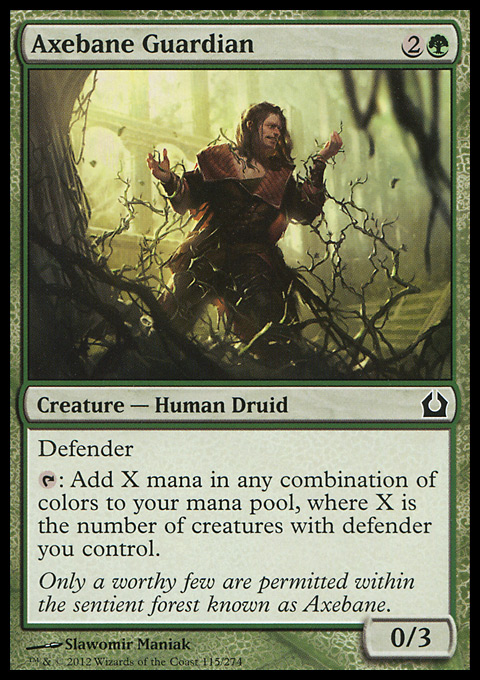 Axebane Guardian 2
Creature — Human Druid
Defender
: Add X mana in any combination of
colors to your mana pool, where X is
the number of creatures with defender
you control.
Only a worthy few are permitted within
the sentient forest known as Axebane.
Slawomir Maniak
0/3
™ & © 2012 Wizards of the Coast 115/274